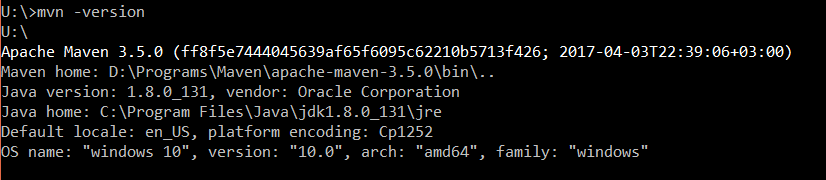 U:\>mvn -version
U:\
Apache Maven 3.5.0 (ff8f5e7444045639af65f6095c62210b5713f426; 2017-04-03T22:39:06+03:00)
Maven home: D:\Programs\Maven\apache-maven-3.5.0\bin\..
Java version: 1.8.0_131, vendor: Oracle Corporation
Java home: C:\Program Files\Java\jdk1.8.0_131\jre
Default locale: en_US, platform encoding: Cp1252
OS name: "windows 10", version: "10.0", arch: "amd64", family: "windows"